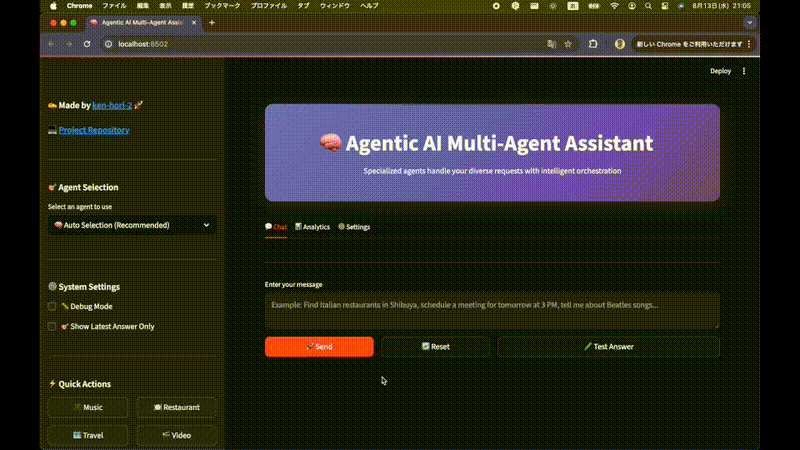 Chrome ファイル 編集 表示 履歴 ブックマーク プロファイル タブ ウィンドウ ヘルプ
8月13日(水) 21:05
Agentic AI Multi-Agent Assist
localhost:8502
新しい Chrome をご利用いただけます
Deploy
Made by ken-hori-2
Project Repository
Agent Selection
Select an agent to use
Auto Selection (Recommended)
System Settings
Debug Mode
Show Latest Answer Only
Quick Actions
Music
Restaurant
Travel
Video
Agentic AI Multi-Agent Assistant
Specialized agents handle your diverse requests with intelligent orchestration
Chat
Analytics
Settings
Enter your message
Example: Find Italian restaurants in Shibuya, schedule a meeting for tomorrow at 3 PM, tell me about Beatles songs...
Send
Reset
Test Answer